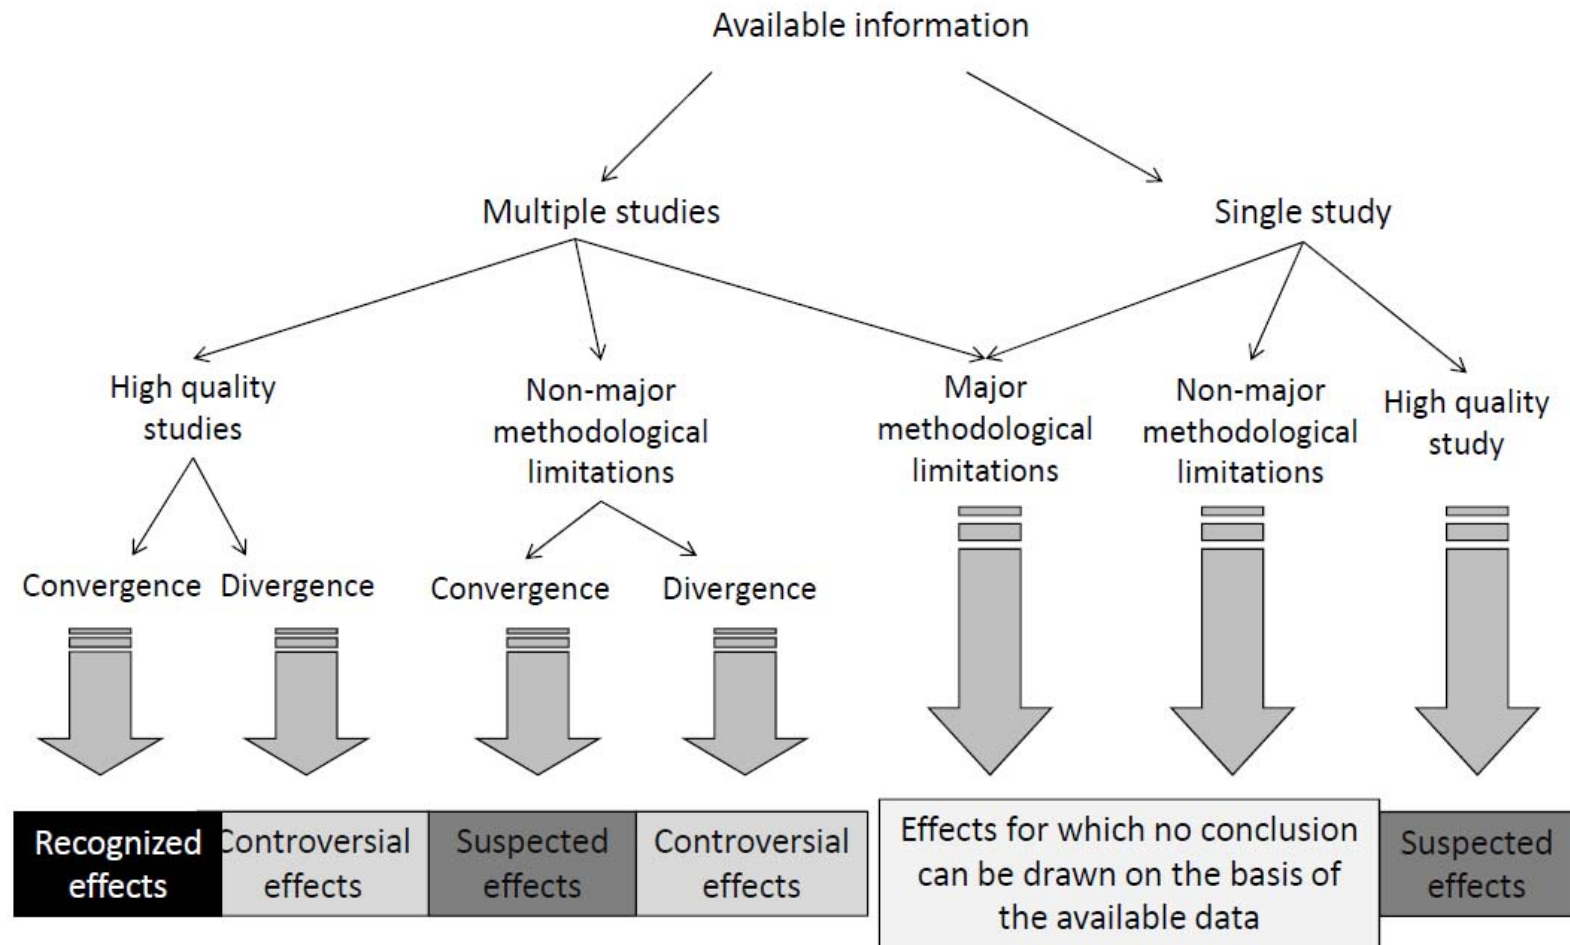 Available information
Multiple studies
Single study
High quality
studies
Non-major
methodological
limitations
Major
methodological
limitations
Non-major
methodological
limitations
High quality
study
Convergence
Divergence
Convergence
Divergence
Recognized
effects
Controversial
effects
Suspected
effects
Controversial
effects
Effects for which no conclusion
can be drawn on the basis of
the available data
Suspected
effects